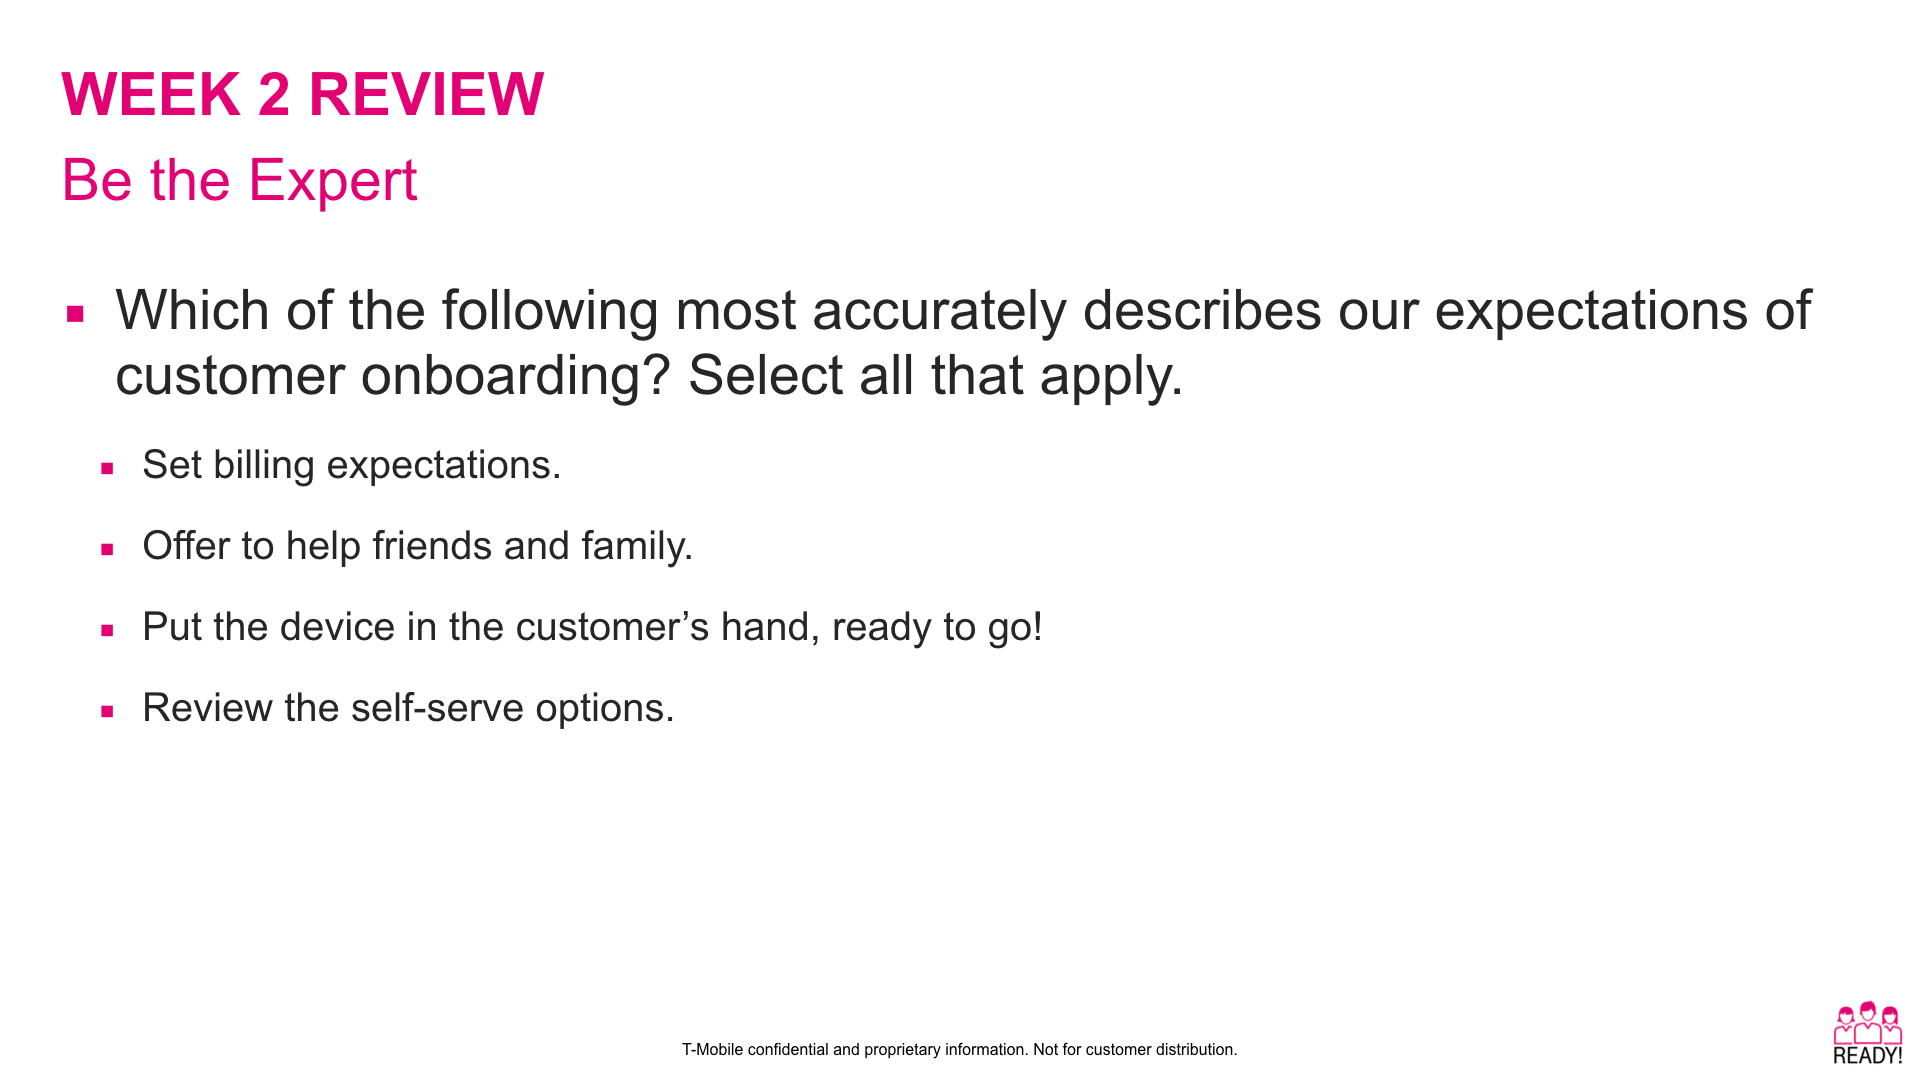 WEEK 2 REVIEW
Be the Expert
▪ Which of the following most accurately describes our expectations of
customer onboarding? Select all that apply.
▪ Set billing expectations.
▪ Offer to help friends and family.
▪ Put the device in the customer’s hand, ready to go!
▪ Review the self-serve options.
T-Mobile confidential and proprietary information. Not for customer distribution.
READY!